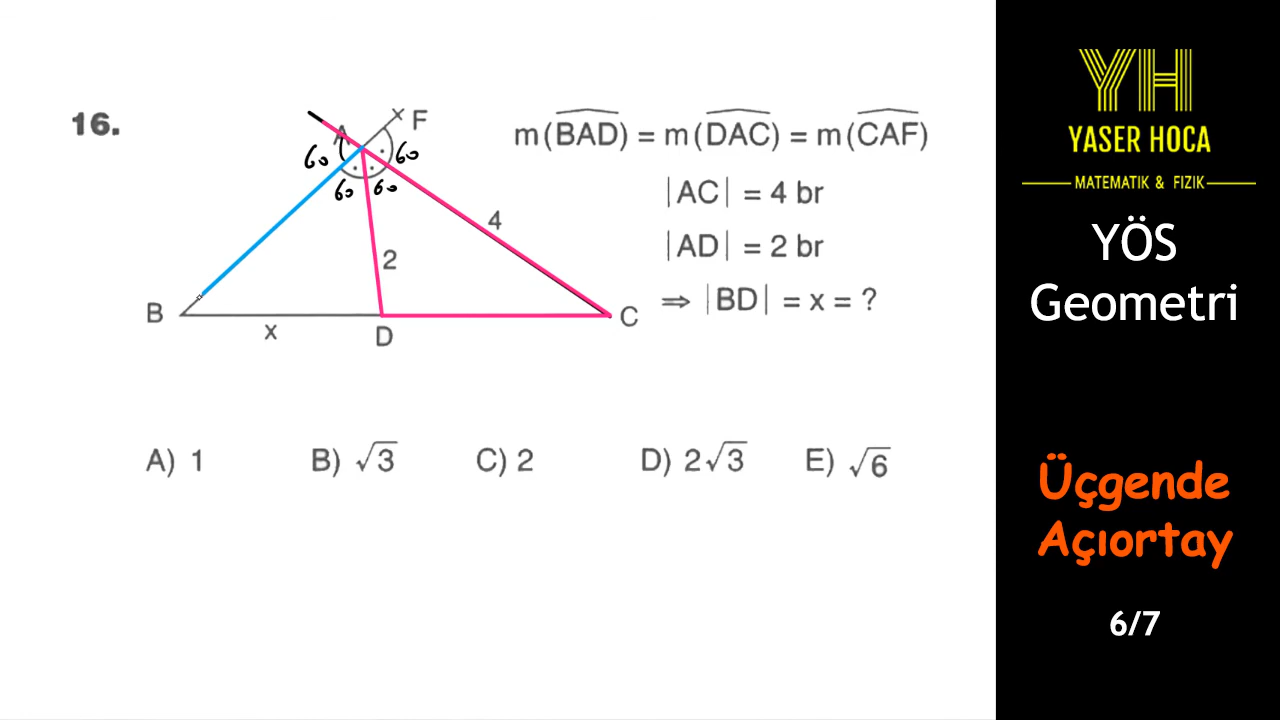 16.
m(BAD) = m(DAC) = m(CAF)
|AC| = 4 br
|AD| = 2 br
⇒ |BD| = x = ?
F
A
60
60
60
60
4
2
B
x
D
C
A) 1
B) √3
C) 2
D) 2√3
E) √6
YH
YASER HOCA
MATEMATIK & FIZIK
YÖS
Geometri
Üçgende
Açıortay
6/7